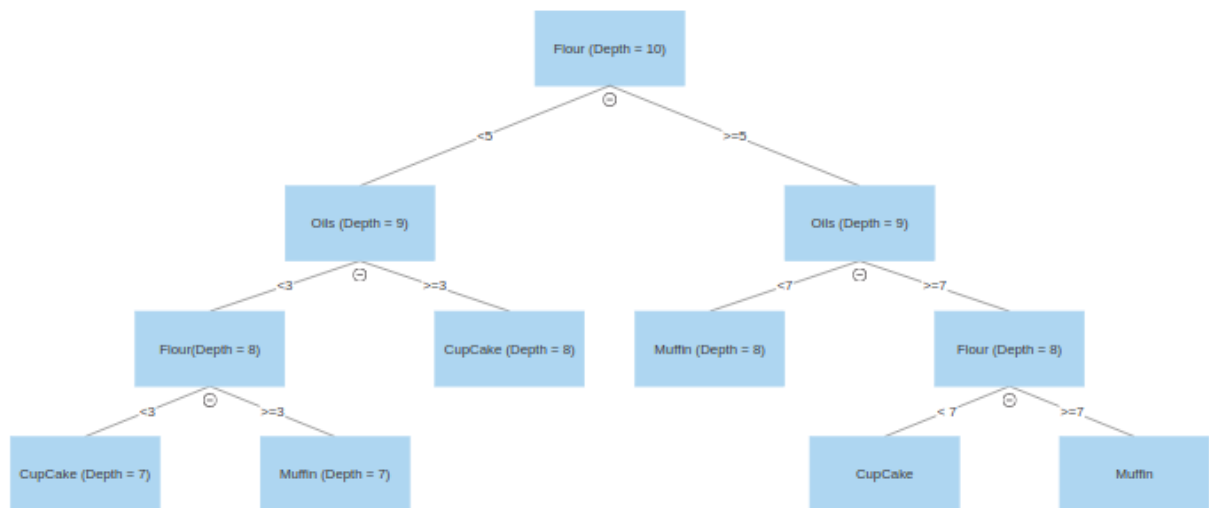 Flour (Depth = 10)
<5
>=5
Oils (Depth = 9)
Oils (Depth = 9)
<3
>=3
<7
>=7
Flour(Depth = 8)
CupCake (Depth = 8)
Muffin (Depth = 8)
Flour (Depth = 8)
<3
>=3
< 7
>=7
CupCake (Depth = 7)
Muffin (Depth = 7)
CupCake
Muffin